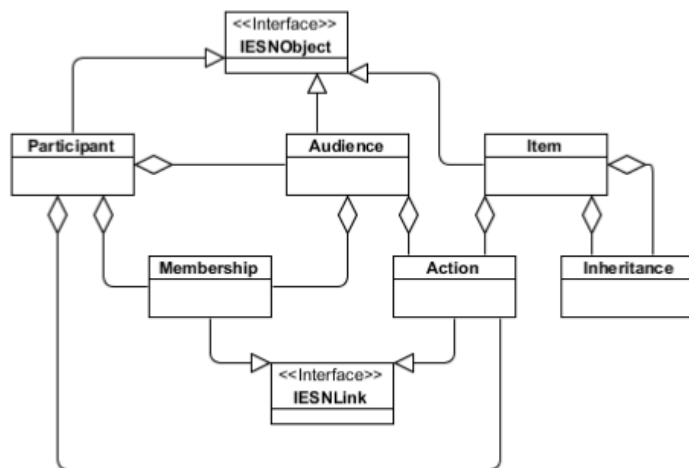 <<Interface>>
IESNObject
Participant
Audience
Item
Membership
Action
Inheritance
<<Interface>>
IESNLink